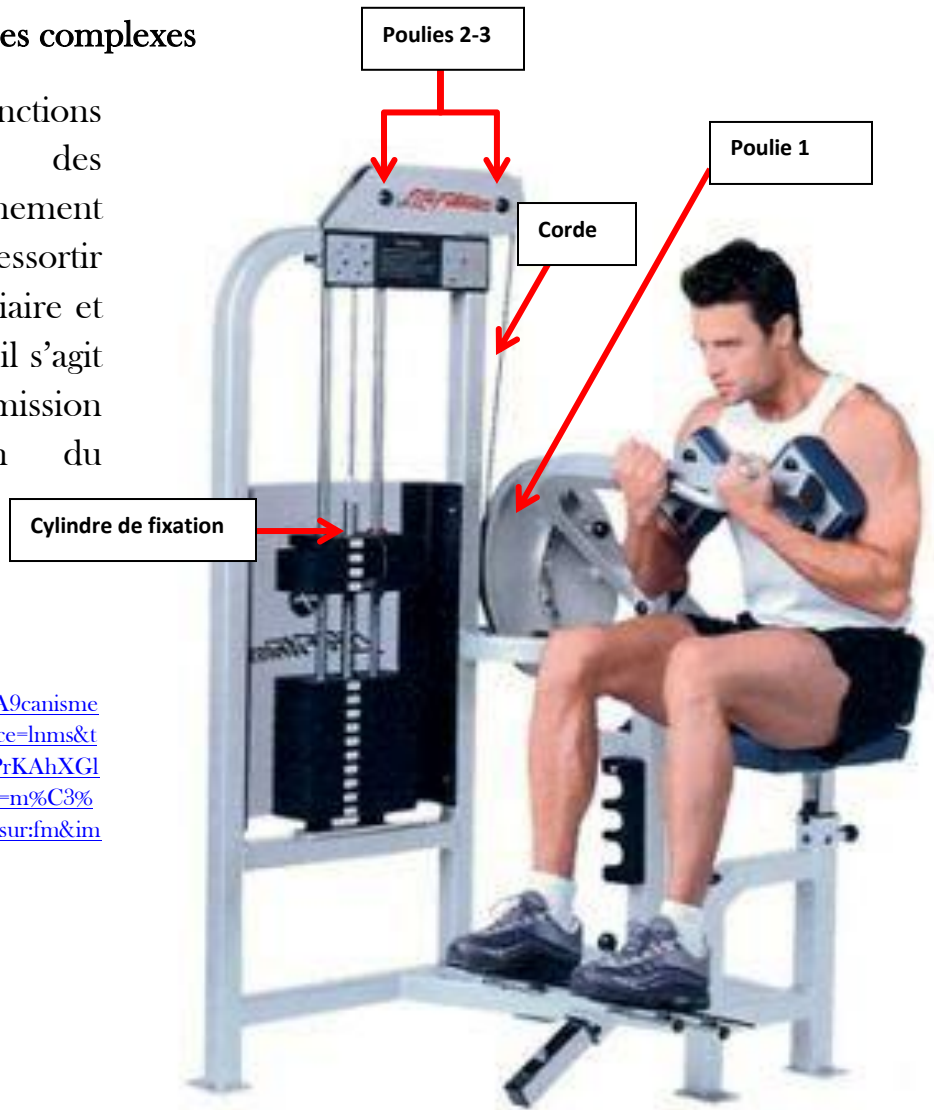 es complexes
Poulies 2-3
nctions
des
nement
essortir
iaire et
il s’agit
mission
n du
Poulie 1
Corde
Cylindre de fixation
A9canisme
ce=lnms&t
PrKAhXGl
=m%C3%
sur:fm&im